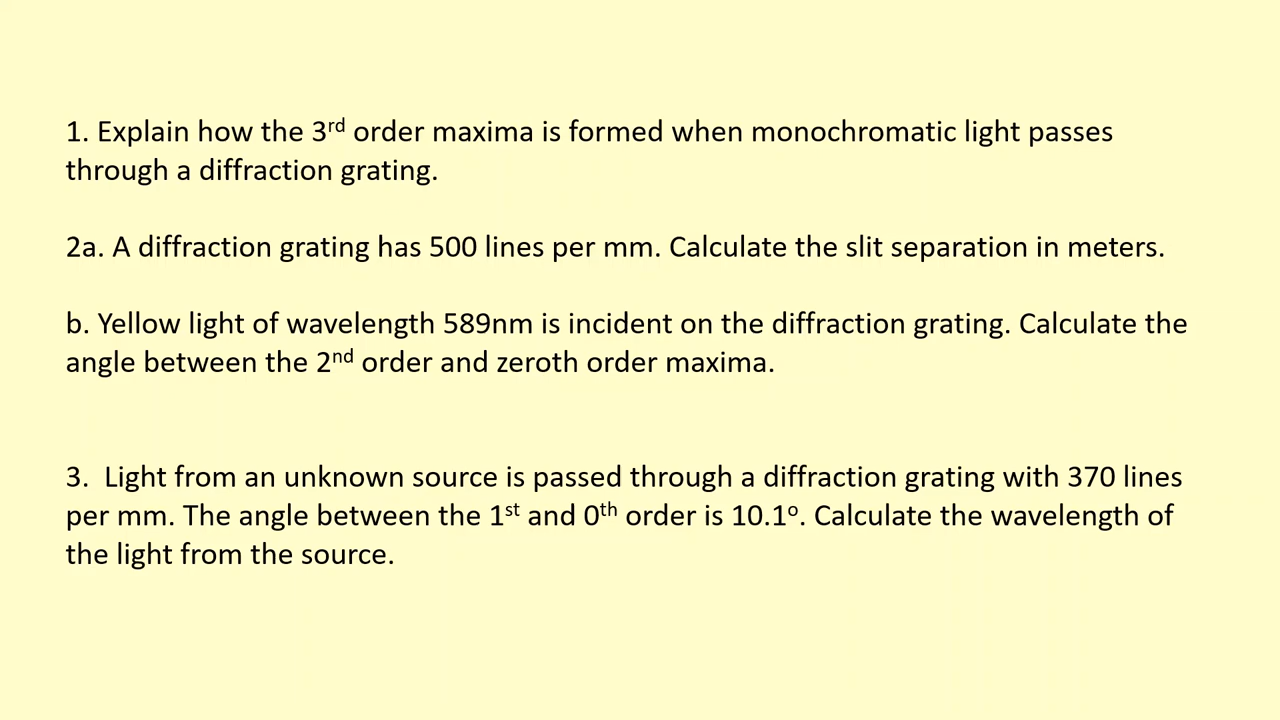 1. Explain how the 3rd order maxima is formed when monochromatic light passes
through a diffraction grating.
2a. A diffraction grating has 500 lines per mm. Calculate the slit separation in meters.
b. Yellow light of wavelength 589nm is incident on the diffraction grating. Calculate the
angle between the 2nd order and zeroth order maxima.
3.  Light from an unknown source is passed through a diffraction grating with 370 lines
per mm. The angle between the 1st and 0th order is 10.1o. Calculate the wavelength of
the light from the source.